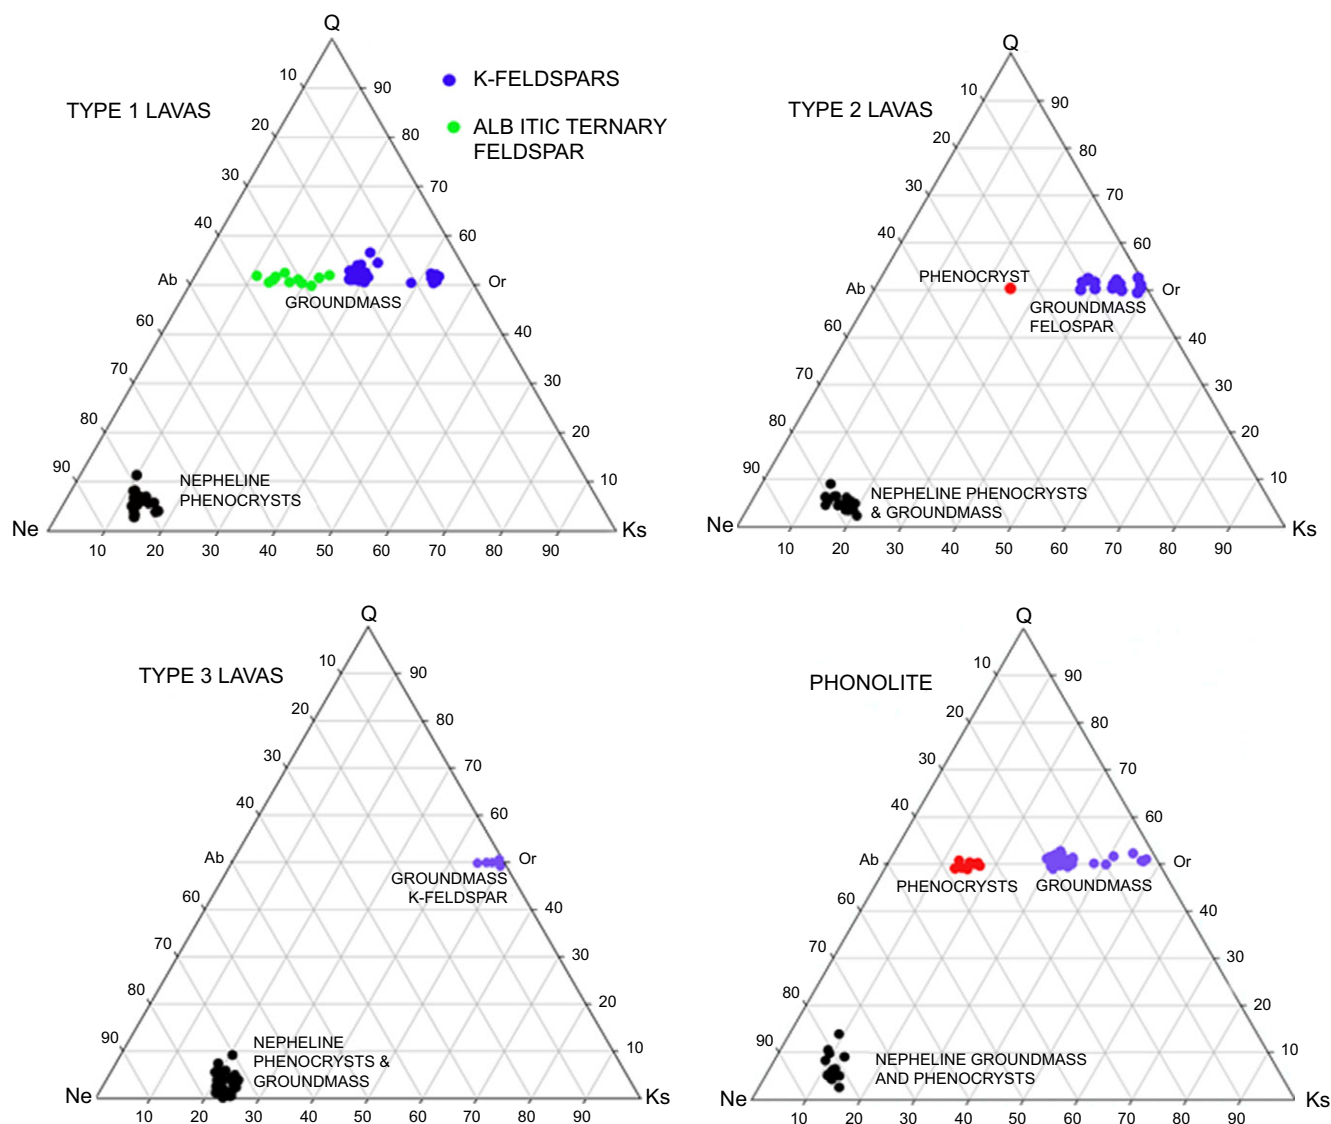 Q
10
90
K-FELDSPARS
TYPE 1 LAVAS
20
80
ALB ITIC TERNARY
FELDSPAR
30
70
40
60
Ab
Or
GROUNDMASS
60
40
70
30
80
20
90
10
NEPHELINE
PHENOCRYSTS
Ne
Ks
10 20 30 40 50 60 70 80 90
Q
10
90
TYPE 2 LAVAS
20
80
30
70
40
60
PHENOCRYST
Ab
Or
GROUNDMASS
FELOSPAR
60
40
70
30
80
20
90
10
NEPHELINE PHENOCRYSTS
& GROUNDMASS
Ne
Ks
10 20 30 40 50 60 70 80 90
Q
10
90
TYPE 3 LAVAS
20
80
30
70
40
60
Ab
Or
GROUNDMASS
K-FELDSPAR
60
40
70
30
80
20
90
10
NEPHELINE
PHENOCRYSTS &
GROUNDMASS
Ne
Ks
10 20 30 40 50 60 70 80 90
Q
10
90
PHONOLITE
20
80
30
70
40
60
Ab
Or
PHENOCRYSTS
GROUNDMASS
60
40
70
30
80
20
90
10
NEPHELINE GROUNDMASS
AND PHENOCRYSTS
Ne
Ks
10 20 30 40 50 60 70 80 90